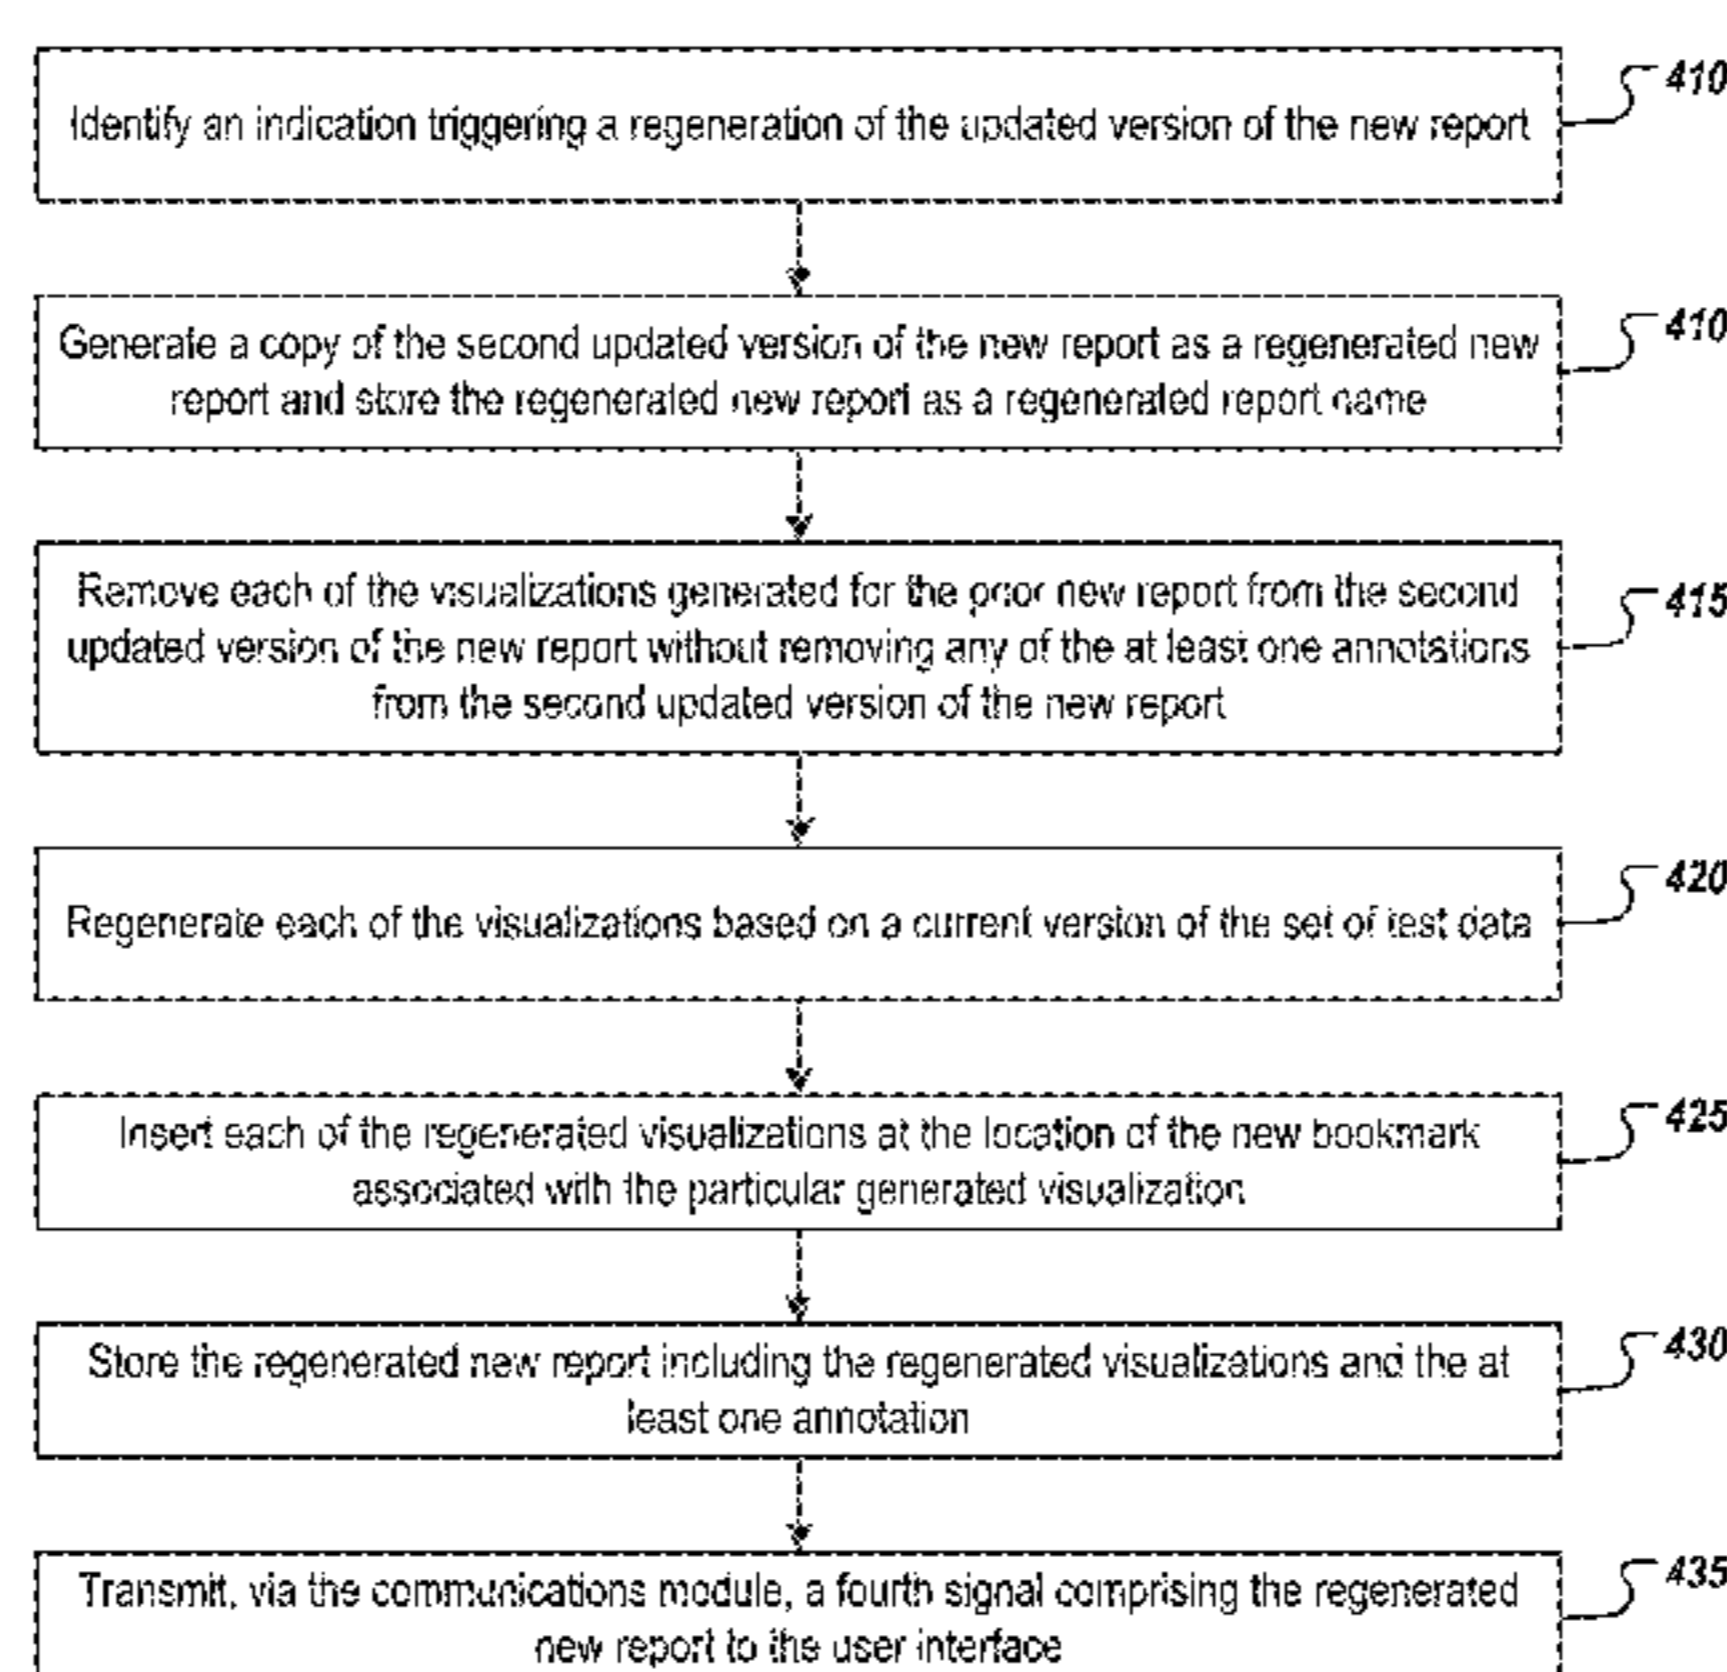 Identify an indication triggering a regeneration of the updated version of the new report
410
Generate a copy of the second updated version of the new report as a regenerated new
report and store the regenerated new report as a regenerated report name
410
Remove each of the visualizations generated for the prior new report from the second
updated version of the new report without removing any of the at least one annotations
from the second updated version of the new report
415
Regenerate each of the visualizations based on a current version of the set of test data
420
Insert each of the regenerated visualizations at the location of the new bookmark
associated with the particular generated visualization
425
Store the regenerated new report including the regenerated visualizations and the at
least one annotation
430
Transmit, via the communications module, a fourth signal comprising the regenerated
new report to the user interface
435